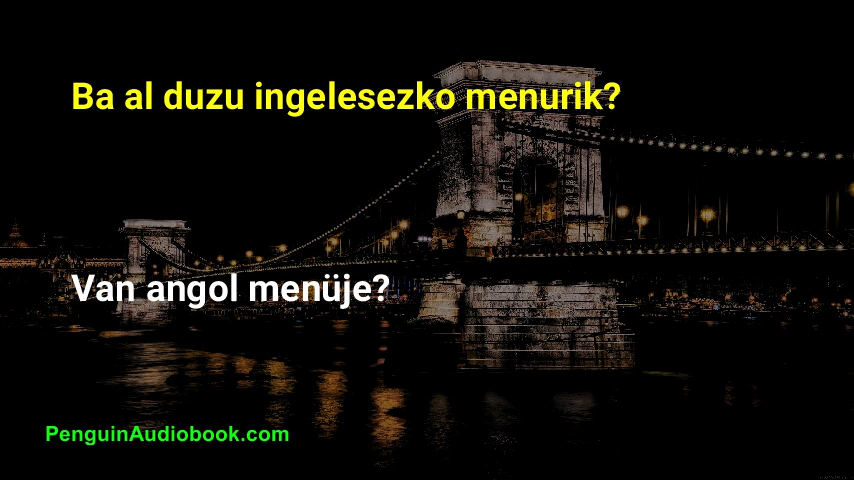 Ba al duzu ingelesezko menurik?
Van angol menüje?
PenguinAudiobook.com